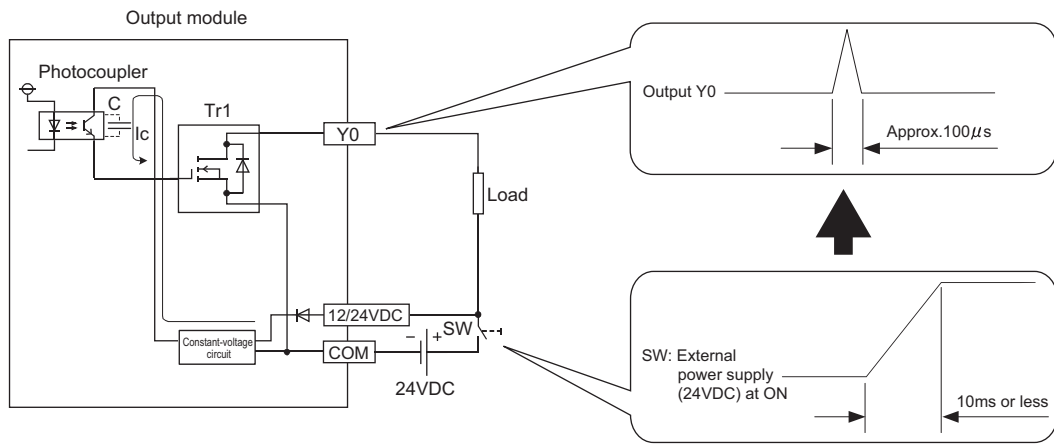 Output module
Photocoupler
C
Ic
Tr1
Y0
Load
12/24VDC
SW
Constant-voltage
circuit
COM
− +
24VDC
Output Y0
Approx.100μs
SW: External
power supply
(24VDC) at ON
10ms or less